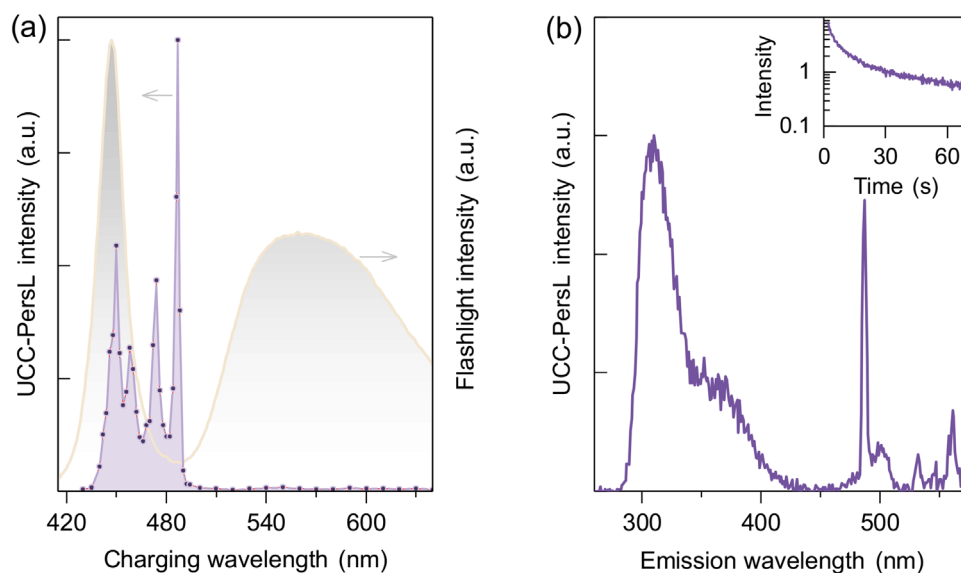 (a)
UCC-PersL intensity (a.u.)
Flashlight intensity (a.u.)
420 480 540 600
Charging wavelength (nm)
(b)
UCC-PersL intensity (a.u.)
Intensity
1
0.1
0 30 60
Time (s)
300 400 500
Emission wavelength (nm)